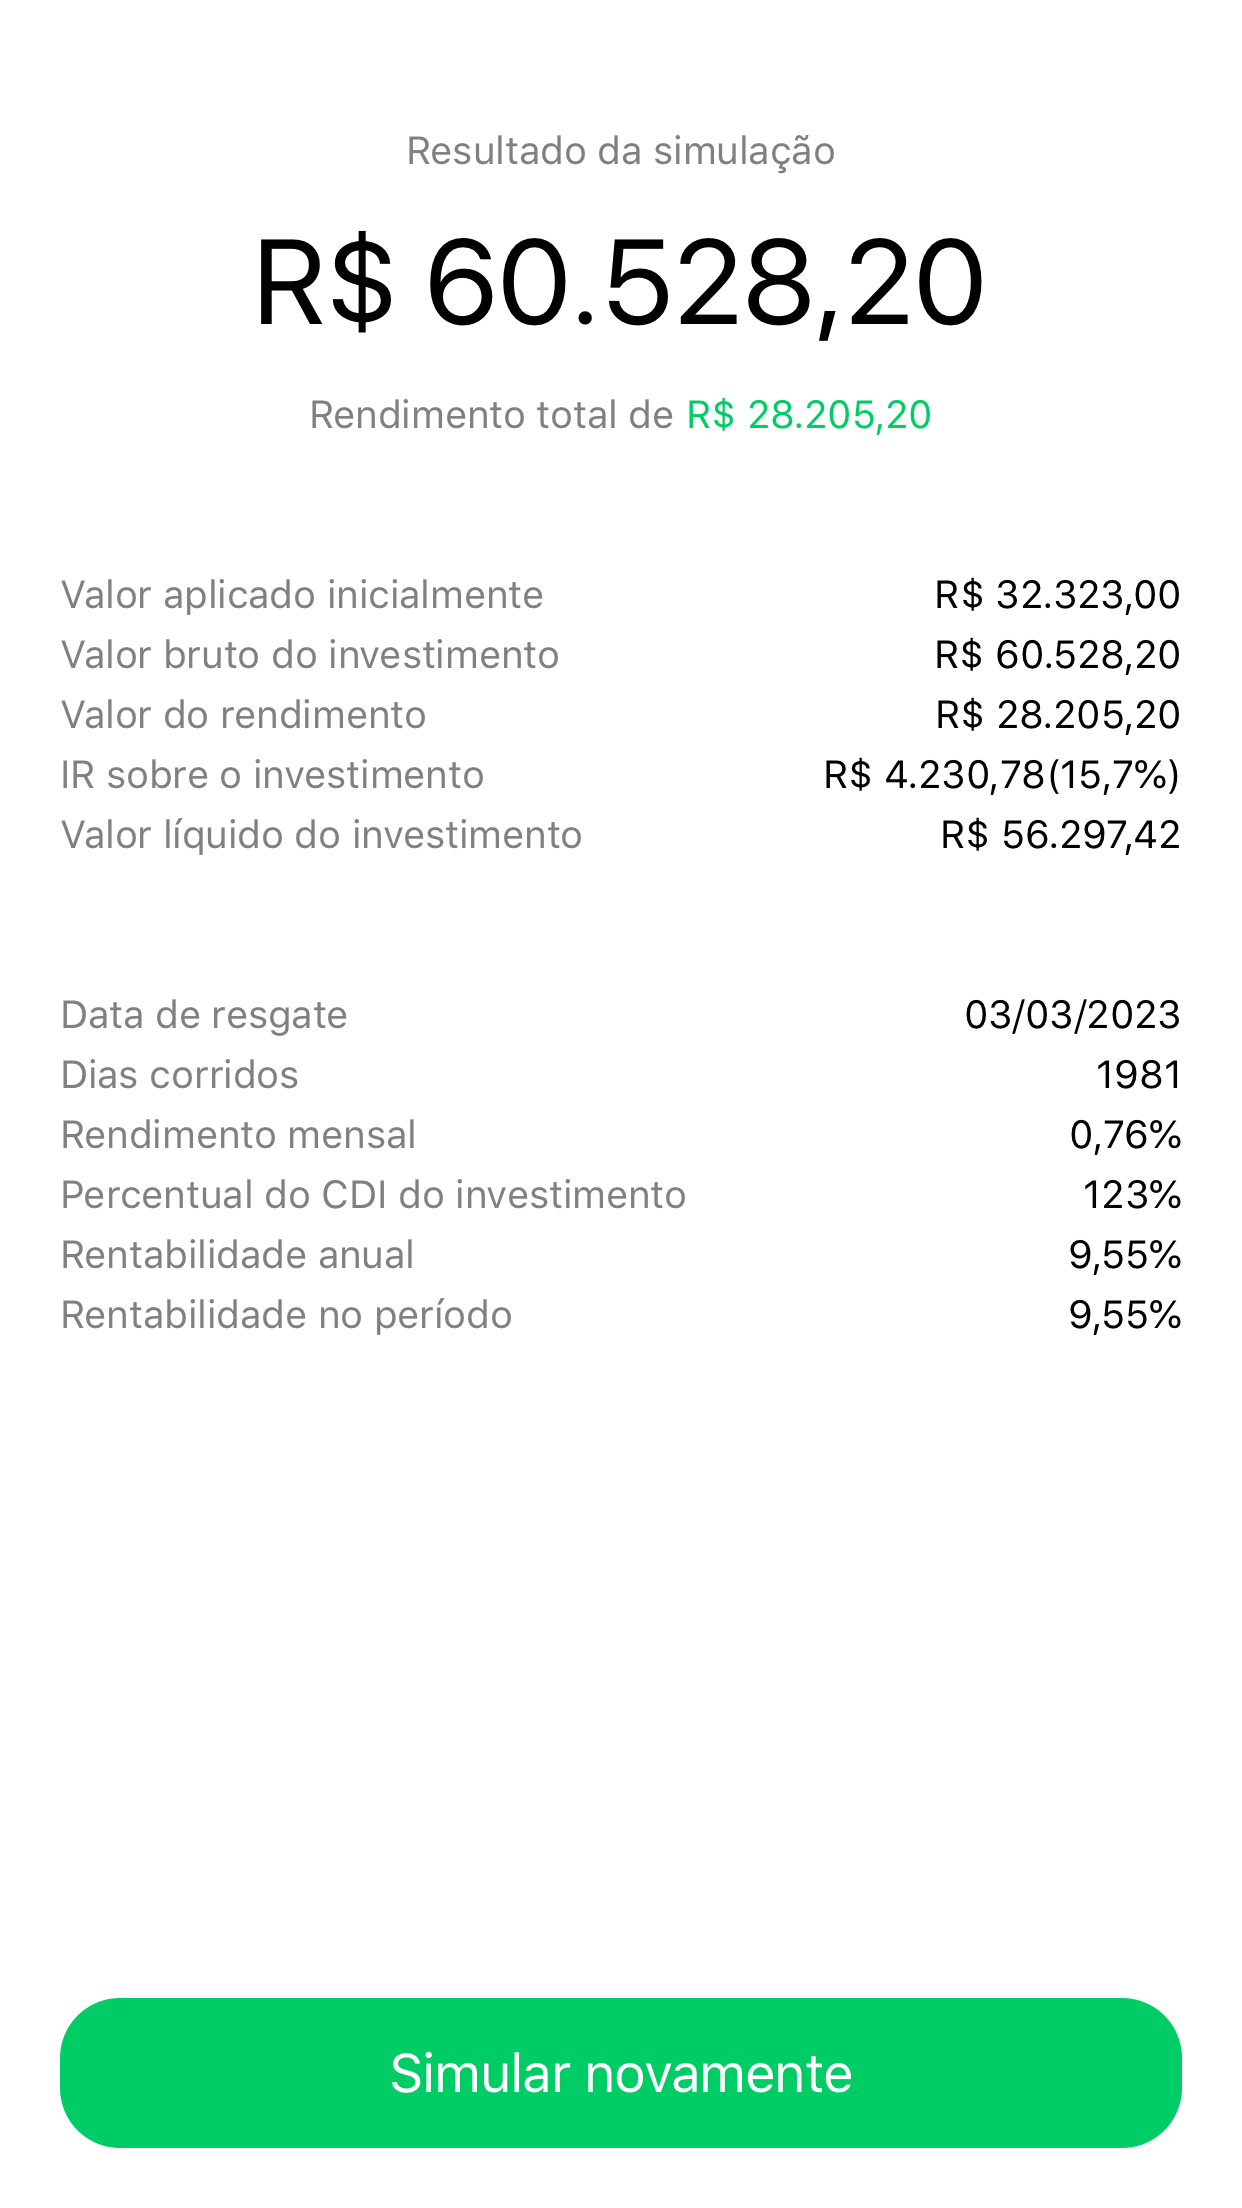 Resultado da simulação
R$ 60.528,20
Rendimento total de R$ 28.205,20
Valor aplicado inicialmente R$ 32.323,00
Valor bruto do investimento R$ 60.528,20
Valor do rendimento R$ 28.205,20
IR sobre o investimento R$ 4.230,78(15,7%)
Valor líquido do investimento R$ 56.297,42
Data de resgate 03/03/2023
Dias corridos 1981
Rendimento mensal 0,76%
Percentual do CDI do investimento 123%
Rentabilidade anual 9,55%
Rentabilidade no período 9,55%
Simular novamente